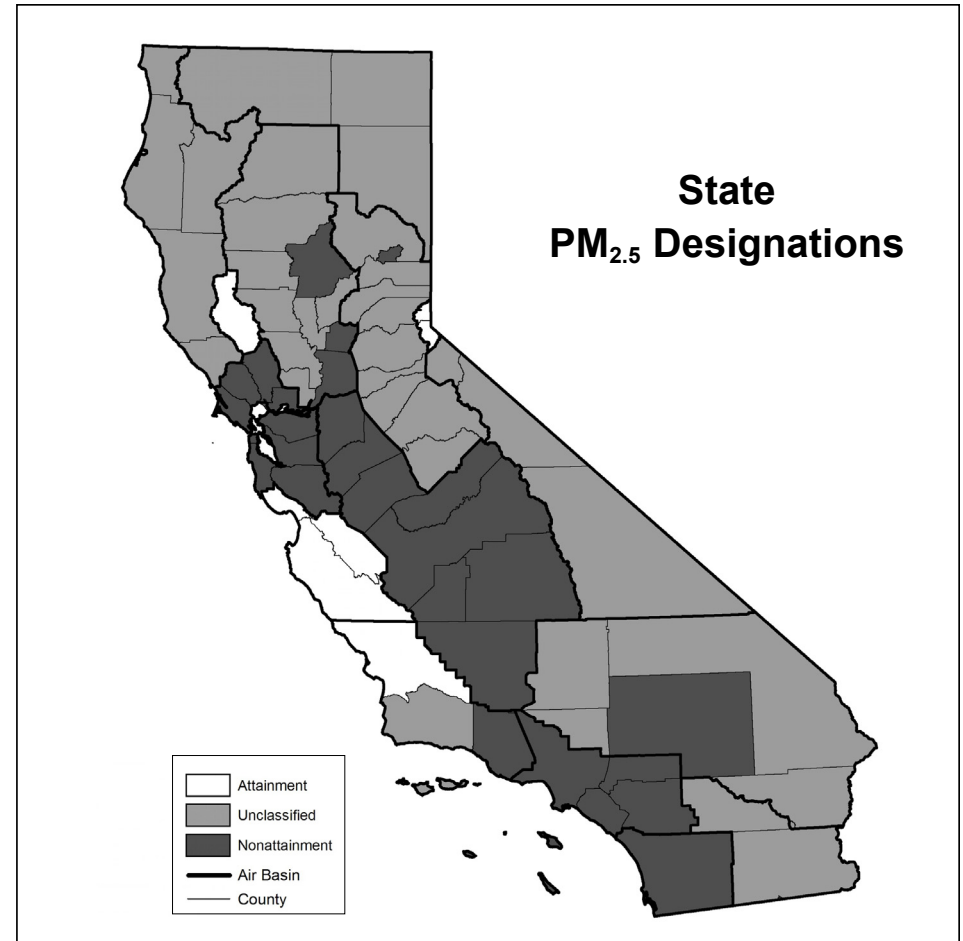 State
PM2.5 Designations
Attainment
Unclassified
Nonattainment
Air Basin
County